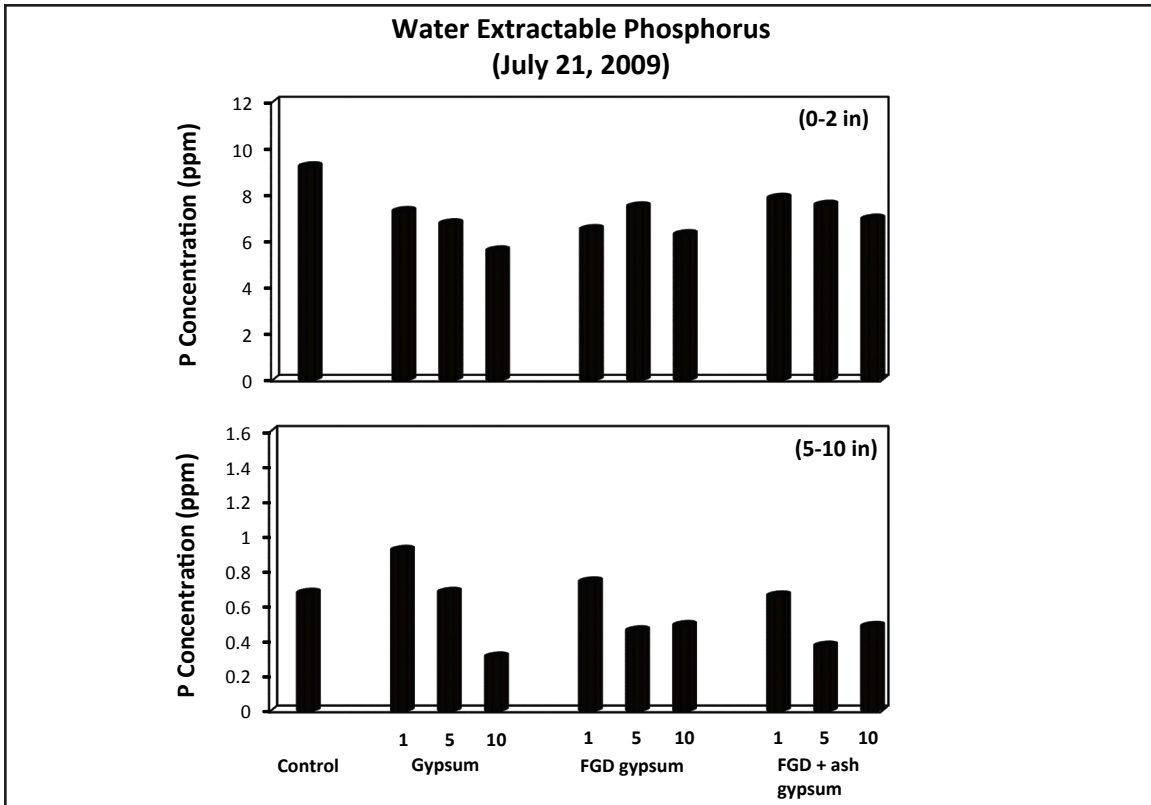 Water Extractable Phosphorus
(July 21, 2009)
(0-2 in)
P Concentration (ppm)
12
10
8
6
4
2
0
(5-10 in)
P Concentration (ppm)
1.6
1.4
1.2
1
0.8
0.6
0.4
0.2
0
1 5 10 1 5 10 1 5 10
Control Gypsum FGD gypsum FGD + ash
gypsum